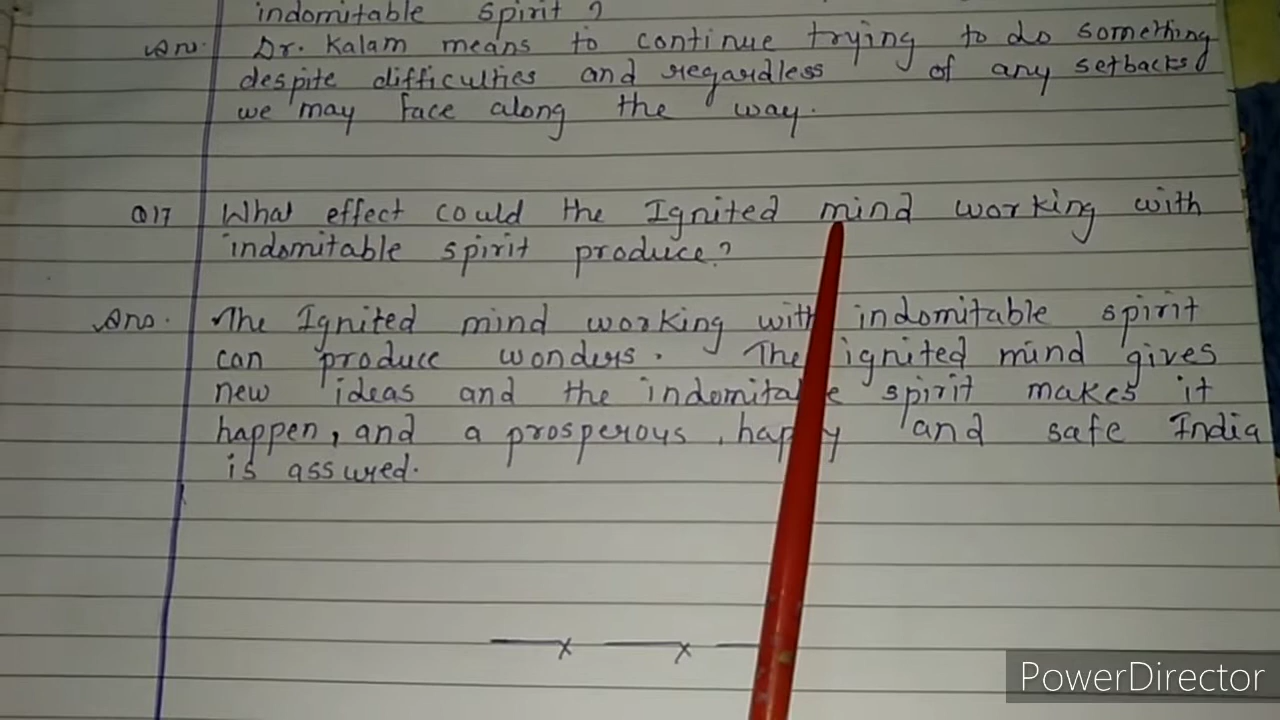 indomitable spirit?
Ans. Dr. Kalam means to continue trying to do something
despite difficulties and regardless of any setbacks
we may face along the way.
Q17 What effect could the Ignited mind working with
indomitable spirit produce?
Ans. The Ignited mind working with indomitable spirit
can produce wonders. The ignited mind gives
new ideas and the indomitable spirit makes it
happen, and a prosperous, happy and safe India
is assured.
PowerDirector